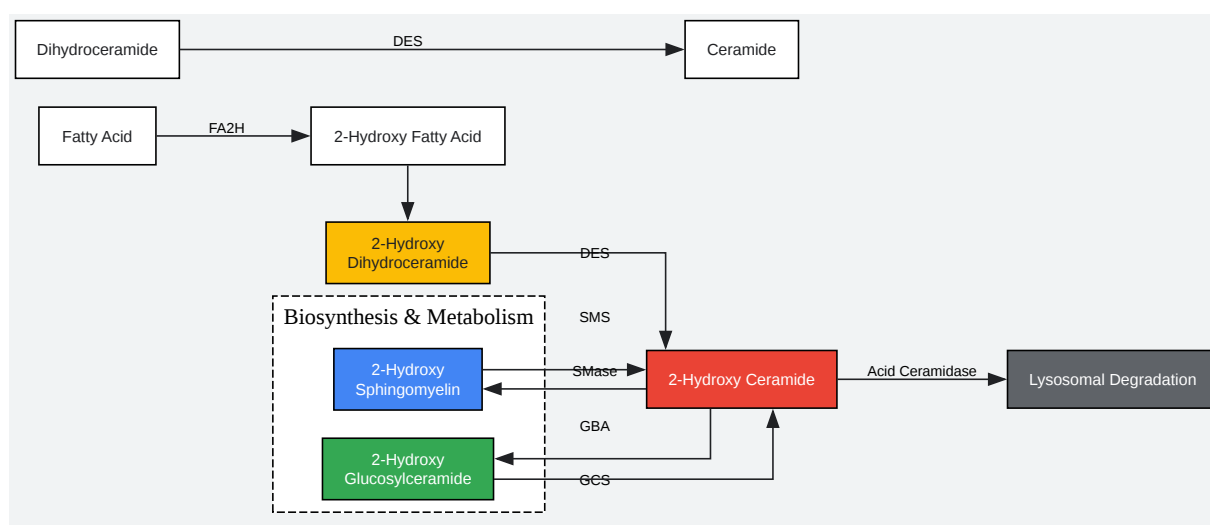 Dihydroceramide
DES
Ceramide
Fatty Acid
FA2H
2-Hydroxy Fatty Acid
2-Hydroxy
Dihydroceramide
DES
Biosynthesis & Metabolism
SMS
2-Hydroxy
Sphingomyelin
SMase
2-Hydroxy Ceramide
Acid Ceramidase
Lysosomal Degradation
GBA
2-Hydroxy
Glucosylceramide
GCS